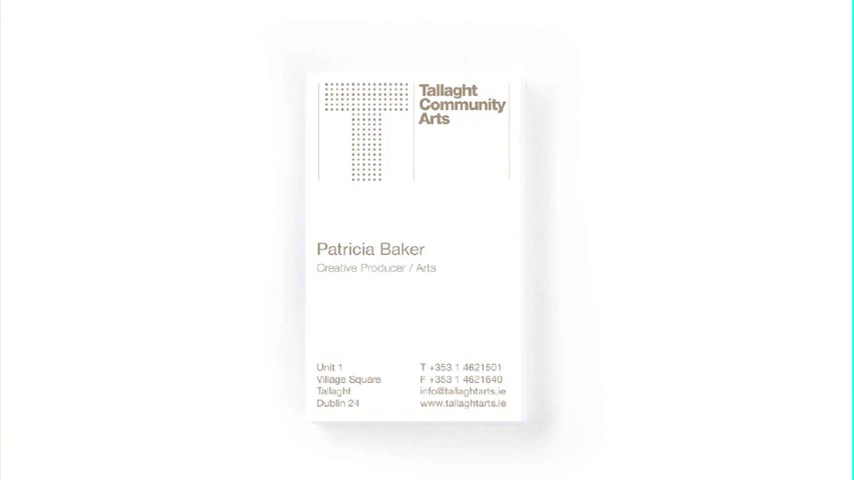 Tallaght
Community
Arts
Patricia Baker
Creative Producer / Arts
Unit 1
Village Square
Tallaght
Dublin 24
T +353 1 4621501
F +353 1 4621640
info@tallaghtarts.ie
www.tallaghtarts.ie